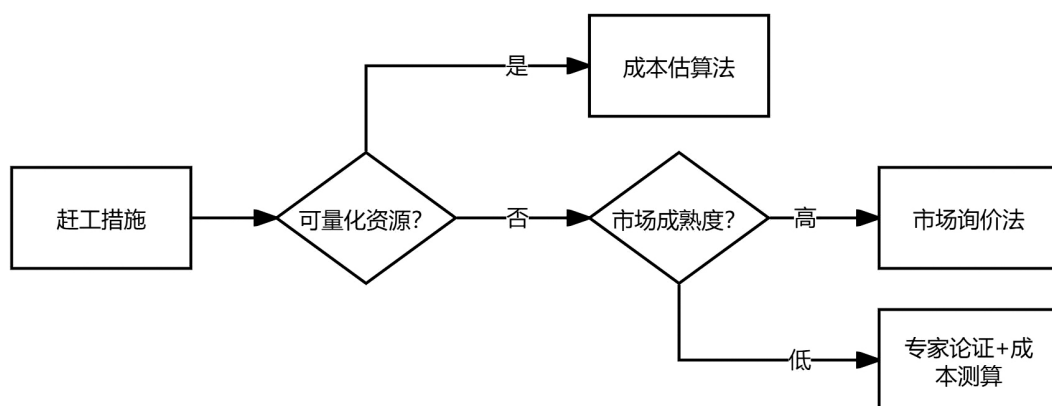 是
成本估算法
赶工措施
可量化资源？
否
市场成熟度？
高
市场询价法
低
专家论证+成
本测算